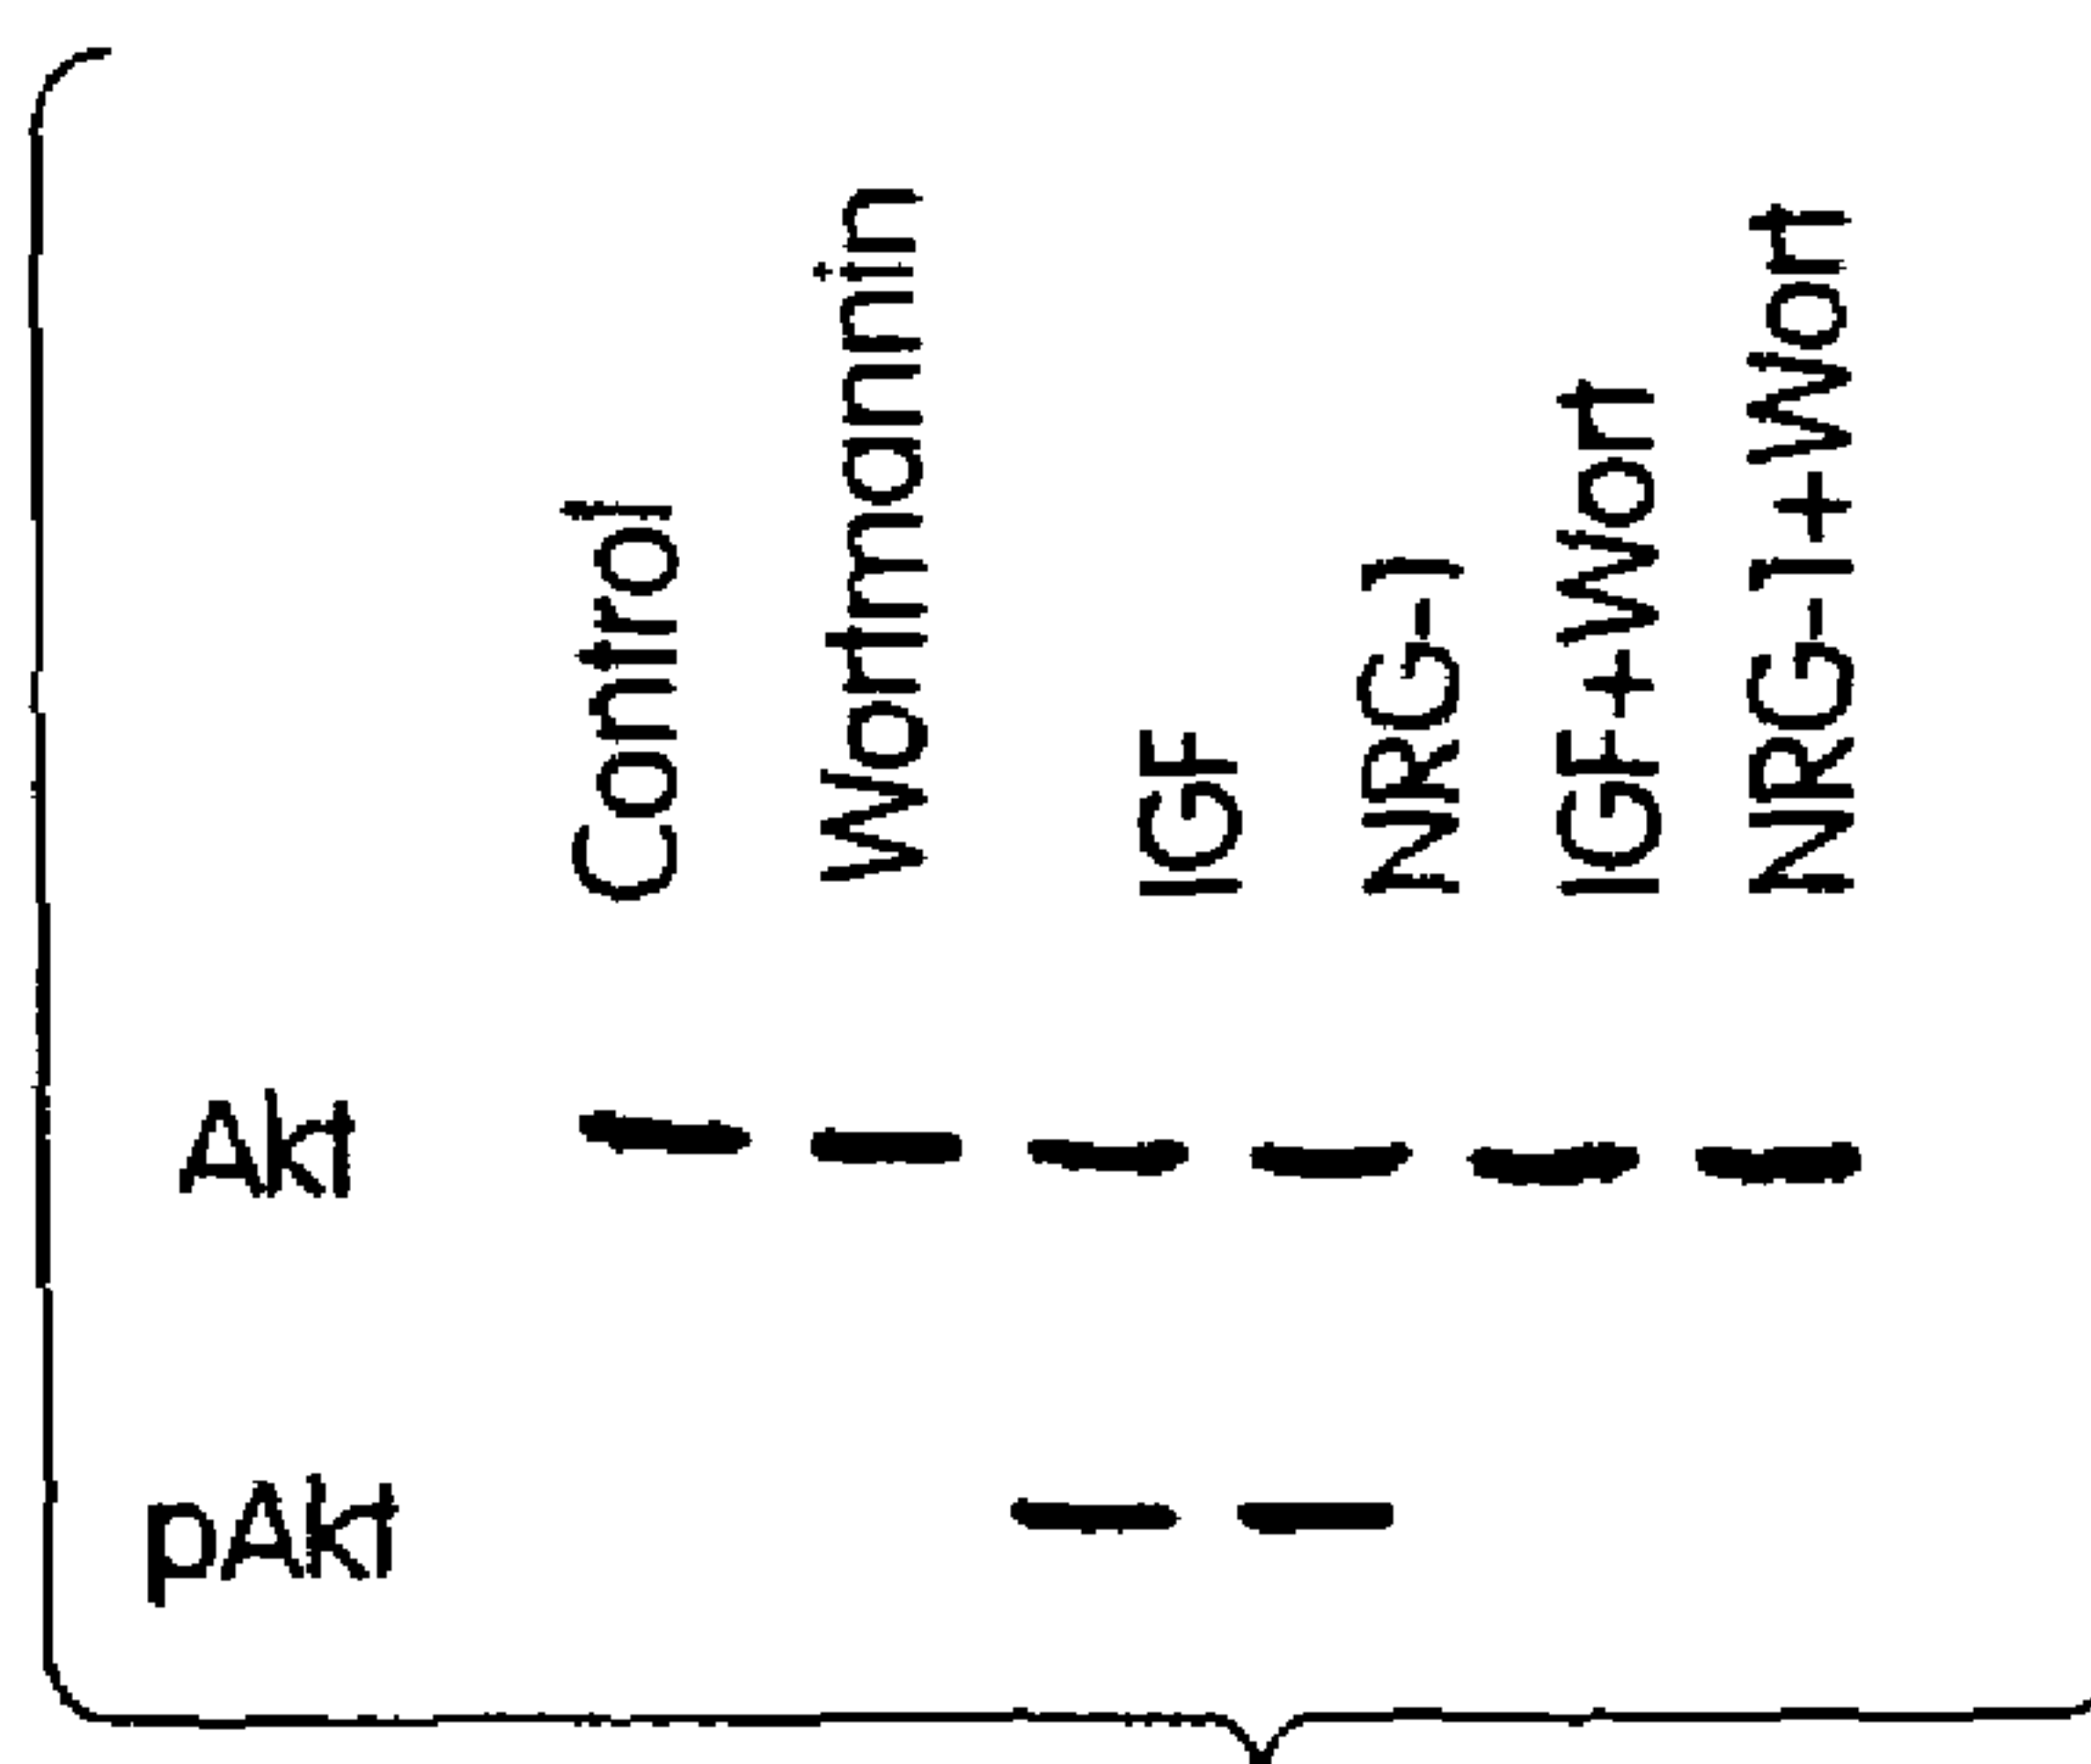 Control
Wortmannin
IGF
NRG-1
IGF+Wort
NRG-1+Wort
Akt
pAkt